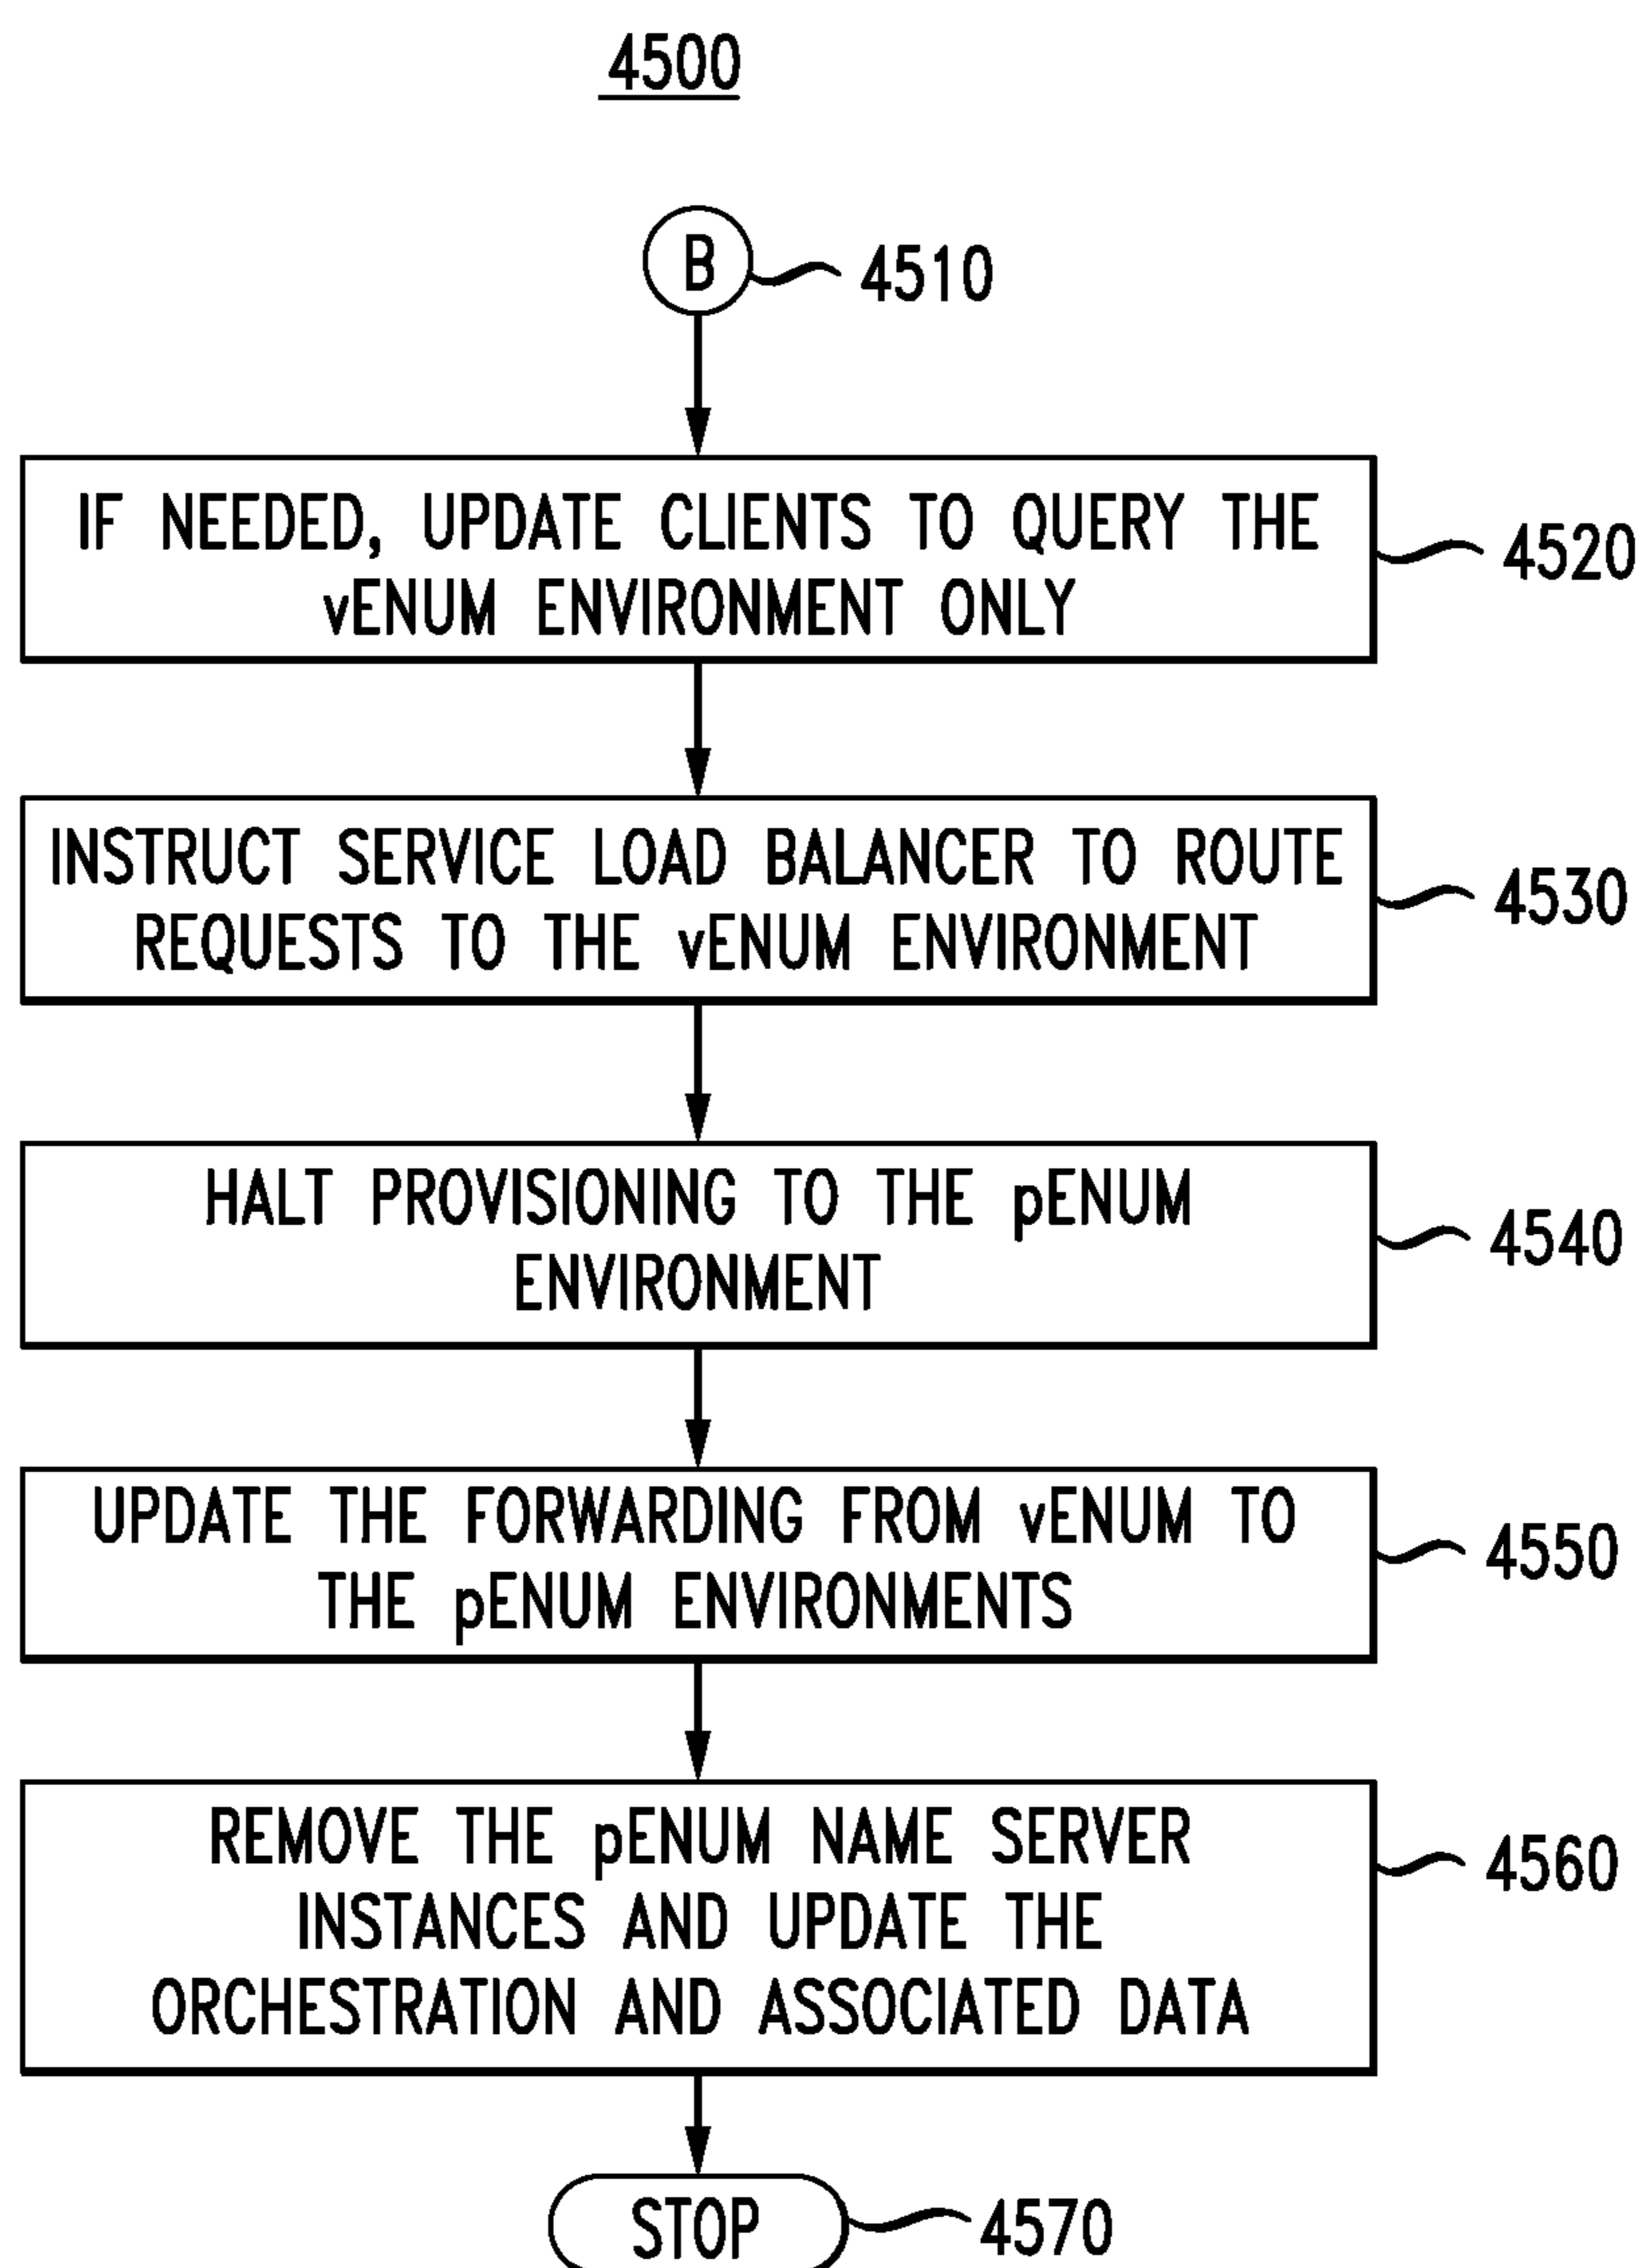 4500
B
4510
IF NEEDED, UPDATE CLIENTS TO QUERY THE
vENUM ENVIRONMENT ONLY
4520
INSTRUCT SERVICE LOAD BALANCER TO ROUTE
REQUESTS TO THE vENUM ENVIRONMENT
4530
HALT PROVISIONING TO THE pENUM
ENVIRONMENT
4540
UPDATE THE FORWARDING FROM vENUM TO
THE pENUM ENVIRONMENTS
4550
REMOVE THE pENUM NAME SERVER
INSTANCES AND UPDATE THE
ORCHESTRATION AND ASSOCIATED DATA
4560
STOP
4570